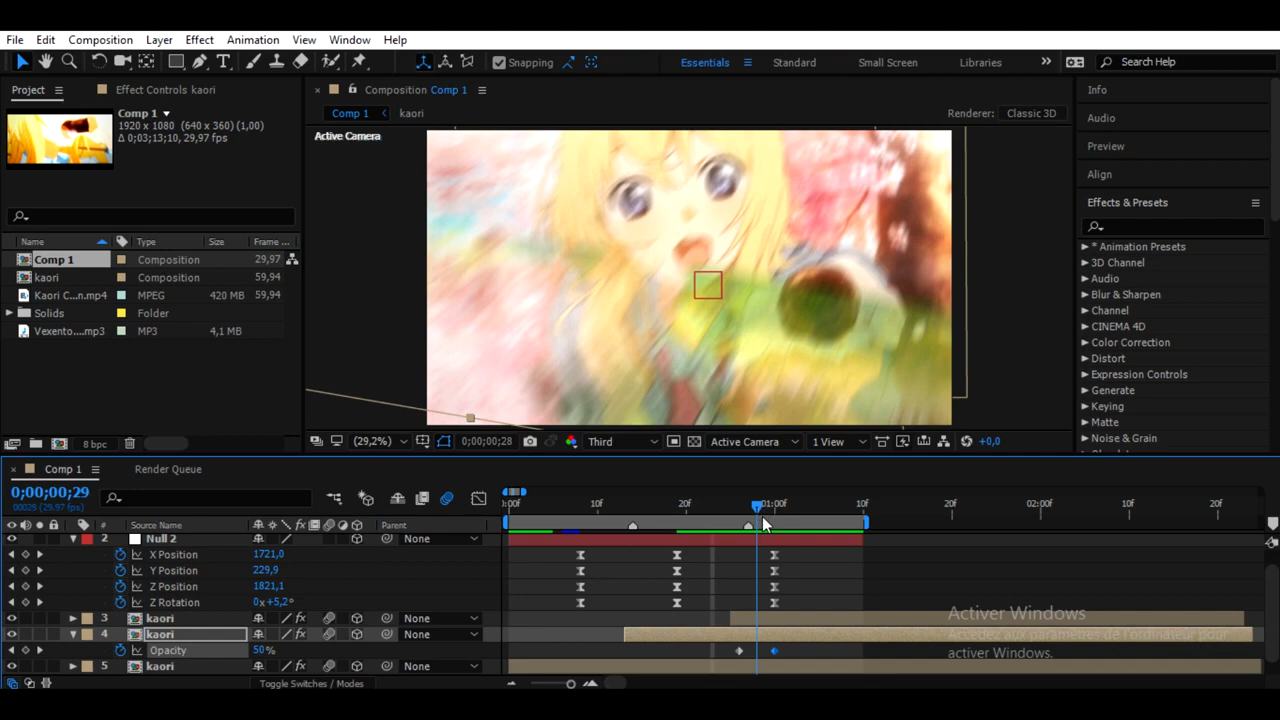 File Edit Composition Layer Effect Animation View Window Help
Snapping Essentials Standard Small Screen Libraries Search Help
Project Effect Controls kaori
Composition Comp 1
Info
Comp 1
1920 x 1080 (640 x 360) (1,00)
Δ 0;03;13;10, 29,97 fps
Comp 1 kaori Renderer: Classic 3D
Active Camera
Audio
Preview
Align
Effects & Presets
Name Type Size Frame ...
Comp 1 Composition 29,97
kaori Composition 59,94
Kaori C...n.mp4 MPEG 420 MB 59,94
Solids Folder
Vexento....mp3 MP3 4,1 MB
* Animation Presets
3D Channel
Audio
Blur & Sharpen
Channel
CINEMA 4D
Color Correction
Distort
Expression Controls
Generate
Keying
Matte
Noise & Grain
8 bpc
(29,2%) 0;00;00;28 Third Active Camera 1 View +0,0
Comp 1 Render Queue
0;00;00;29
00029 (29.97 fps)
:00f 10f 20f 01:00f 10f 20f 02:00f 10f 20f
# Source Name Parent
2 Null 2 None
X Position 1721,0
Y Position 229,9
Z Position 1821,1
Z Rotation 0x+5,2°
3 kaori None
4 kaori None
Opacity 50%
5 kaori None
Activer Windows
Accédez aux paramètres de l'ordinateur pour
activer Windows.
Toggle Switches / Modes